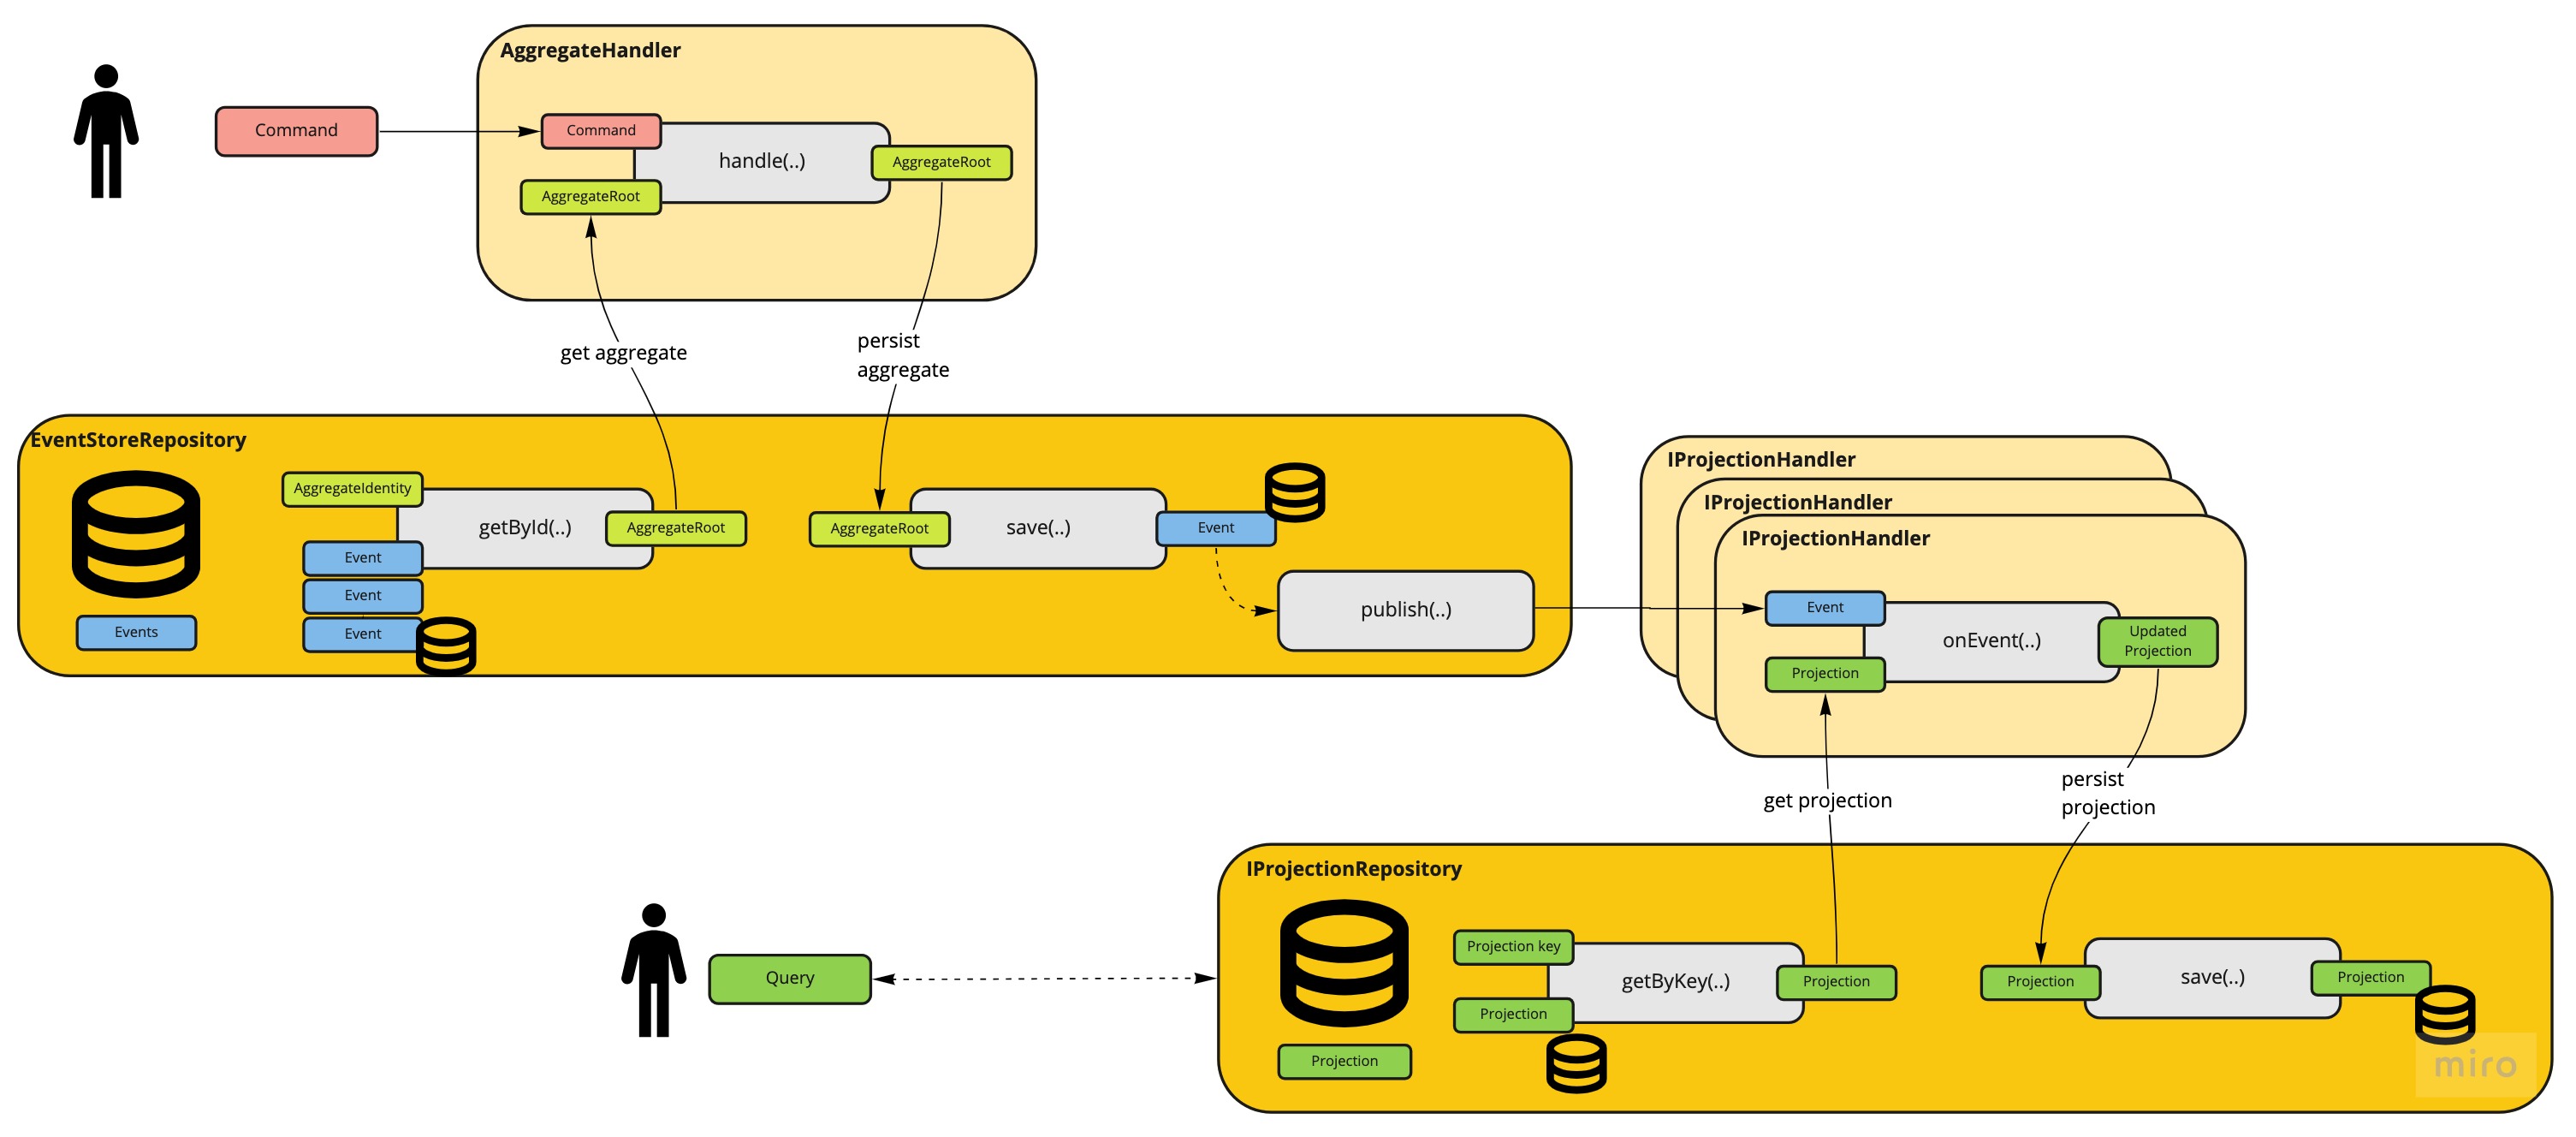 AggregateHandler
Command
Command
handle(..)
AggregateRoot
AggregateRoot
get aggregate
persist
aggregate
EventStoreRepository
AggregateIdentity
getById(..)
AggregateRoot
Event
Event
Event
Events
AggregateRoot
save(..)
Event
publish(..)
IProjectionHandler
IProjectionHandler
IProjectionHandler
Event
onEvent(..)
Updated
Projection
Projection
get projection
persist
projection
IProjectionRepository
Query
Projection key
getByKey(..)
Projection
Projection
Projection
Projection
save(..)
Projection
miro